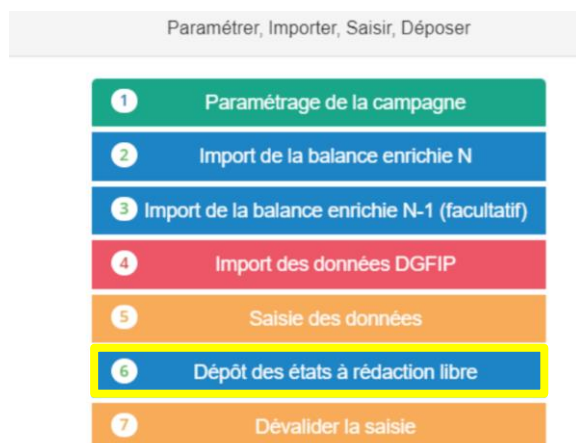 Paramétrer, Importer, Saisir, Déposer
1 Paramétrage de la campagne
2 Import de la balance enrichie N
3 Import de la balance enrichie N-1 (facultatif)
4 Import des données DGFIP
5 Saisie des données
6 Dépôt des états à rédaction libre
7 Dévalider la saisie